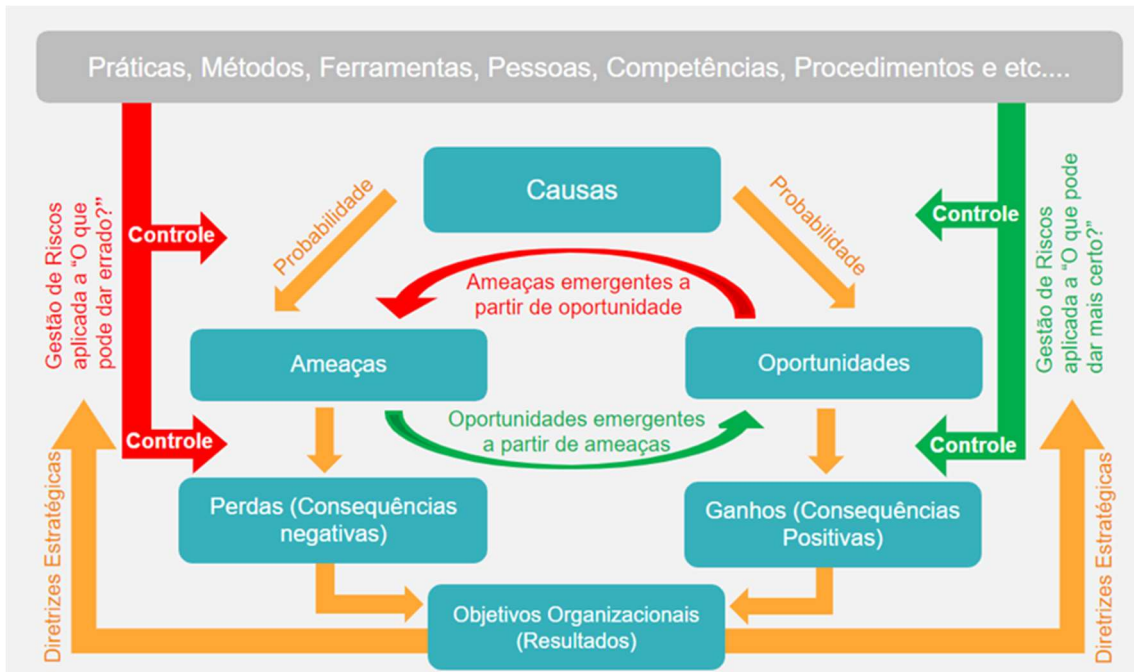 Práticas, Métodos, Ferramentas, Pessoas, Competências, Procedimentos e etc....
Causas
Probabilidade
Probabilidade
Gestão de Riscos
aplicada a “O que
pode dar errado?”
Controle
Controle
Gestão de Riscos
aplicada a “O que pode
dar mais certo?”
Ameaças emergentes a
partir de oportunidade
Ameaças
Oportunidades
Oportunidades emergentes
a partir de ameaças
Controle
Controle
Perdas (Consequências
negativas)
Ganhos (Consequências
Positivas)
Diretrizes Estratégicas
Diretrizes Estratégicas
Objetivos Organizacionais
(Resultados)